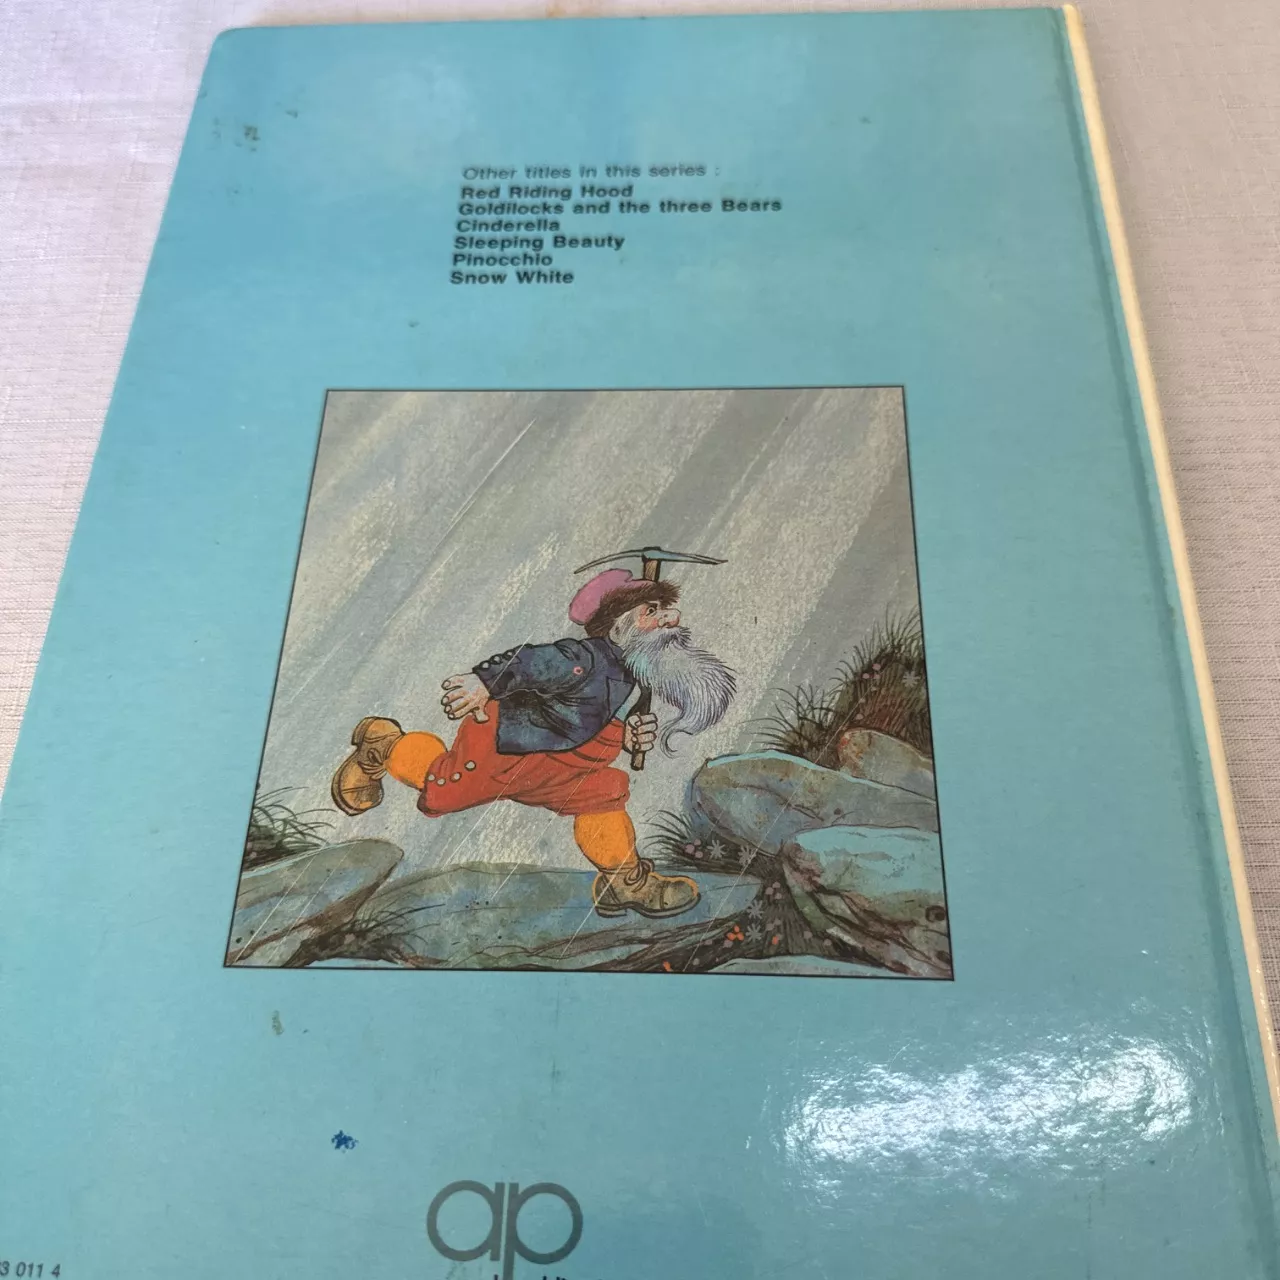 Other titles in this series :
Red Riding Hood
Goldilocks and the three Bears
Cinderella
Sleeping Beauty
Pinocchio
Snow White
ap
3 011 4